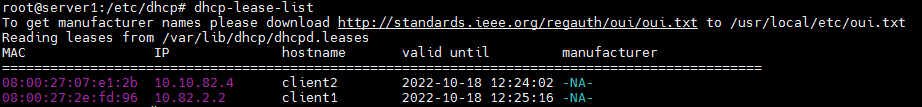 root@server1:/etc/dhcp# dhcp-lease-list
To get manufacturer names please download http://standards.ieee.org/regauth/oui/oui.txt to /usr/local/etc/oui.txt
Reading leases from /var/lib/dhcp/dhcpd.leases
MAC IP hostname valid until manufacturer
===============================================================================================
08:00:27:07:e1:2b 10.10.82.4 client2 2022-10-18 12:24:02 -NA-
08:00:27:2e:fd:96 10.82.2.2 client1 2022-10-18 12:25:16 -NA-